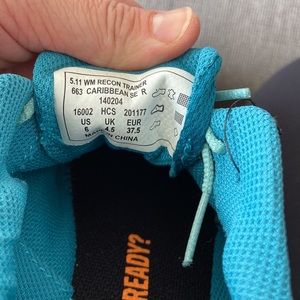 5.11 WM RECON TRAINER
663 CARIBBEAN SE R
140204
16002 HCS 201177
US UK EUR
6 4.5 37.5
MADE IN CHINA
READY?